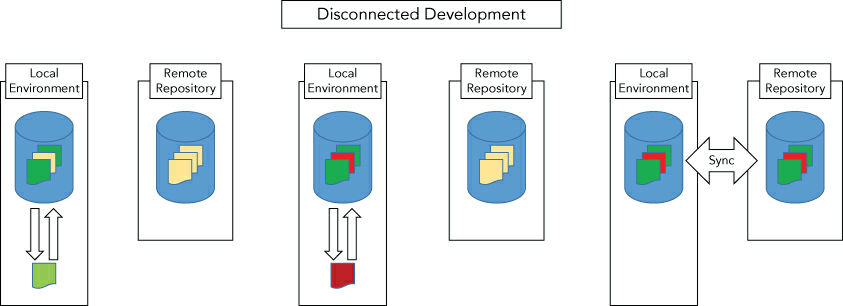 Disconnected Development
Local
Environment
Remote
Repository
Local
Environment
Remote
Repository
Local
Environment
Remote
Repository
Sync